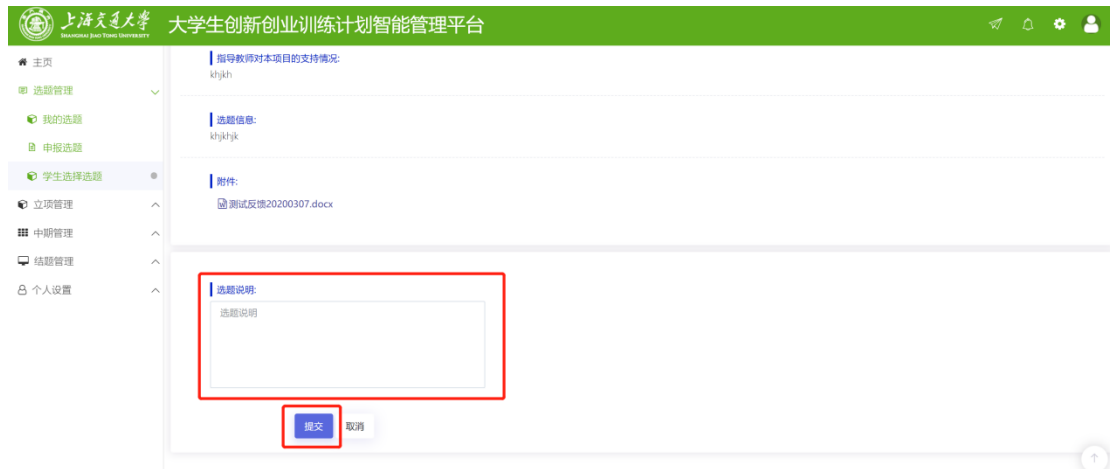 上海交通大学
SHANGHAI JIAO TONG UNIVERSITY
大学生创新创业训练计划智能管理平台
主页
选题管理
我的选题
申报选题
学生选择选题
立项管理
中期管理
结题管理
个人设置
指导教师对本项目的支持情况:
khjkh
选题信息:
khjkhjk
附件:
测试反馈20200307.docx
选题说明:
选题说明
提交 取消